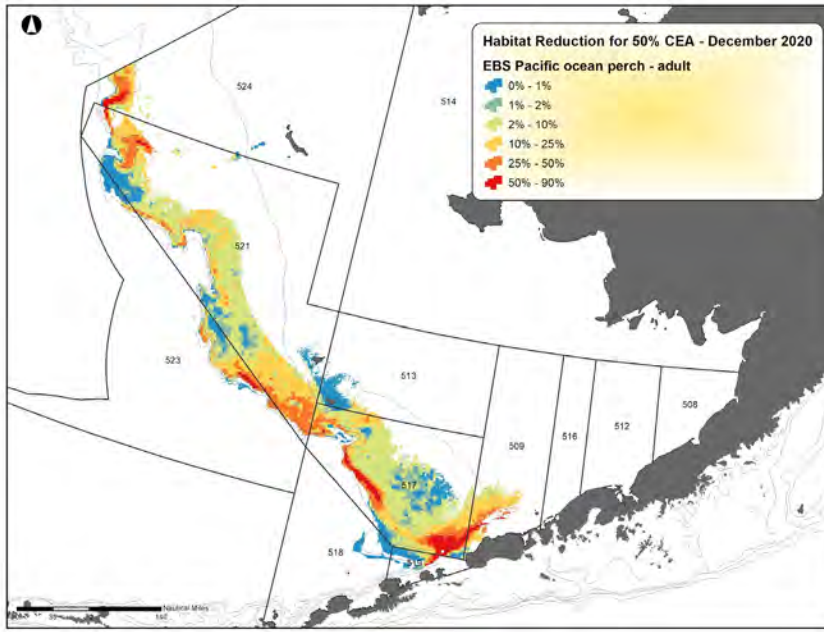 Habitat Reduction for 50% CEA - December 2020
EBS Pacific ocean perch - adult
0% - 1%
1% - 2%
2% - 10%
10% - 25%
25% - 50%
50% - 90%
524
514
521
523
513
509
516
512
508
517
518
Nautical Miles